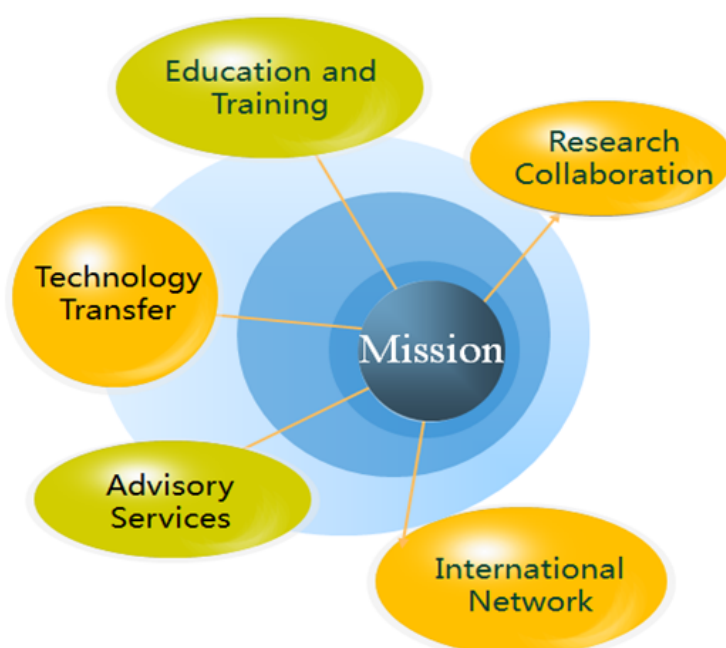 Education and
Training
Research
Collaboration
Technology
Transfer
Mission
Advisory
Services
International
Network